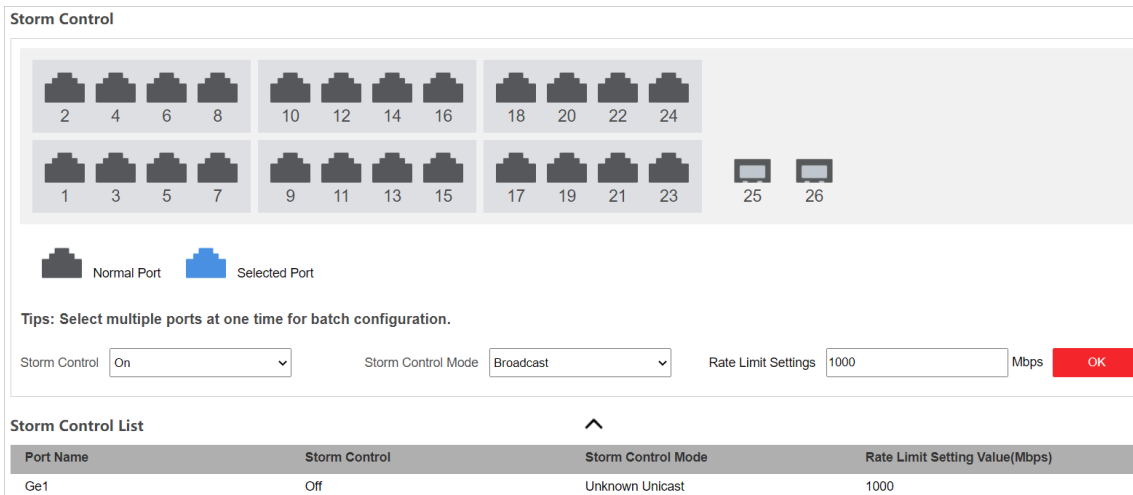 Storm Control
2 4 6 8 10 12 14 16 18 20 22 24
1 3 5 7 9 11 13 15 17 19 21 23 25 26
Normal Port Selected Port
Tips: Select multiple ports at one time for batch configuration.
Storm Control On Storm Control Mode Broadcast Rate Limit Settings 1000 Mbps OK
Storm Control List
Port Name Storm Control Storm Control Mode Rate Limit Setting Value(Mbps)
Ge1 Off Unknown Unicast 1000